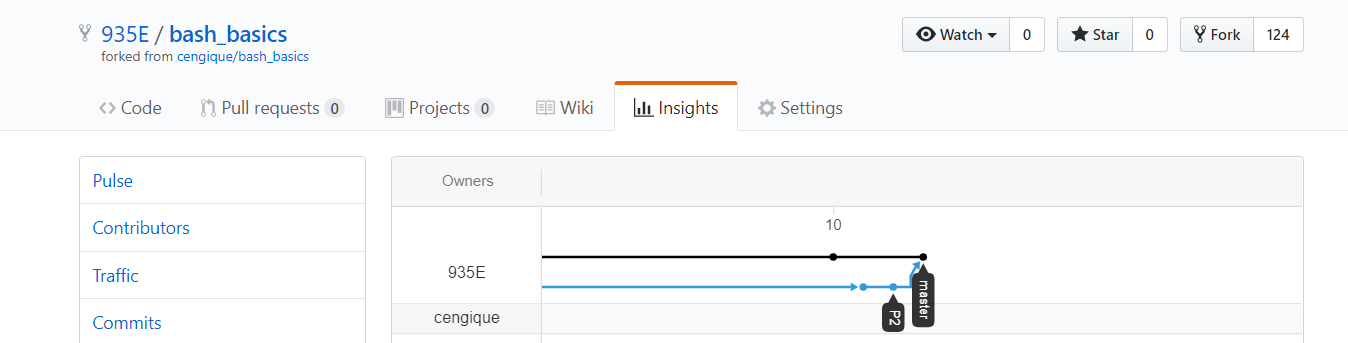 935E / bash_basics
forked from cengique/bash_basics
Watch 0 Star 0 Fork 124
Code Pull requests 0 Projects 0 Wiki Insights Settings
Pulse
Contributors
Traffic
Commits
Owners
10
935E
master
P2
cengique